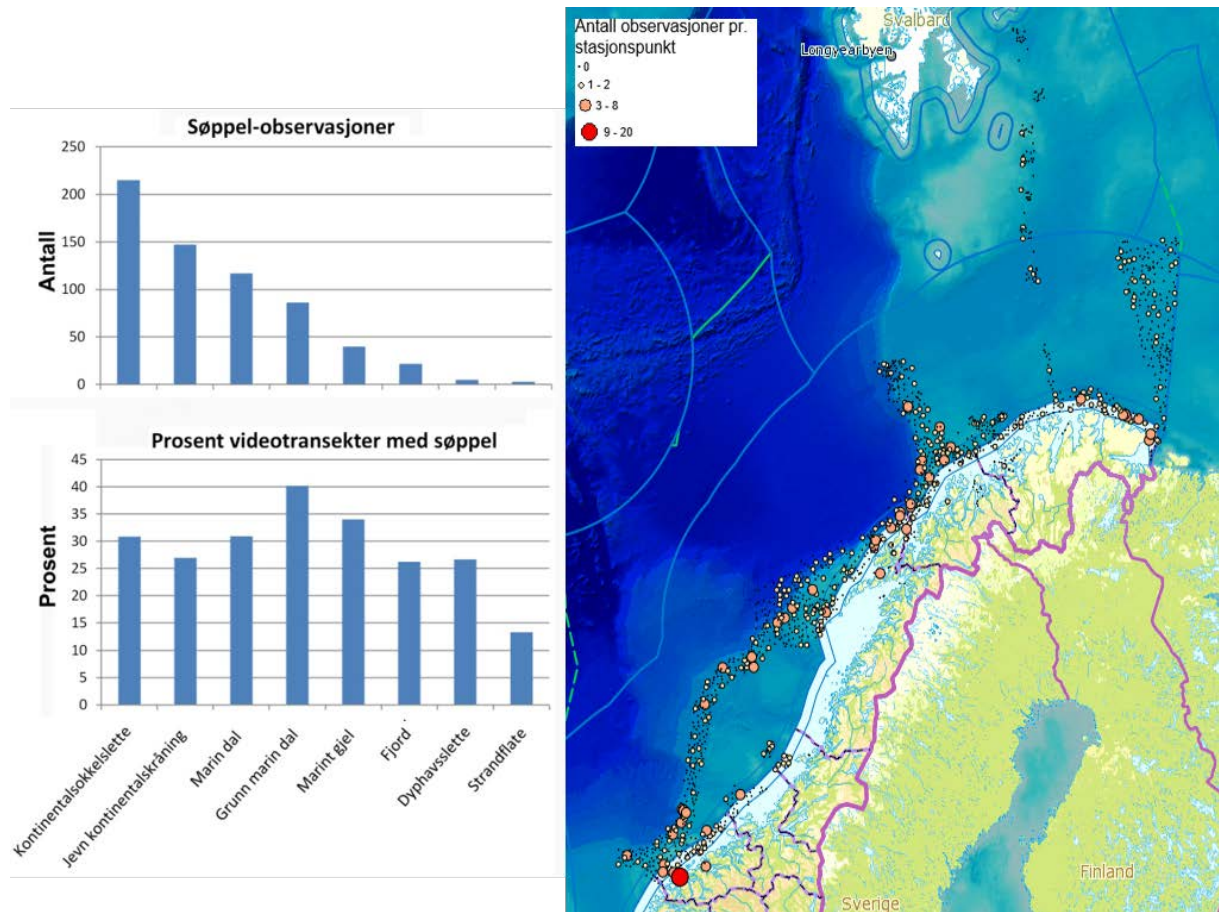 Søppel-observasjoner
Antall
250
200
150
100
50
0
Prosent videotransekter med søppel
Prosent
45
40
35
30
25
20
15
10
5
0
Kontinentalsokkelslette
Jevn kontinentalskråning
Marin dal
Grunn marin dal
Marint gjel
Fjord
Dyphavsslette
Strandflate
Antall observasjoner pr.
stasjonspunkt
0
1 - 2
3 - 8
9 - 20
Svalbard
Longyearbyen
Finland
Sverige